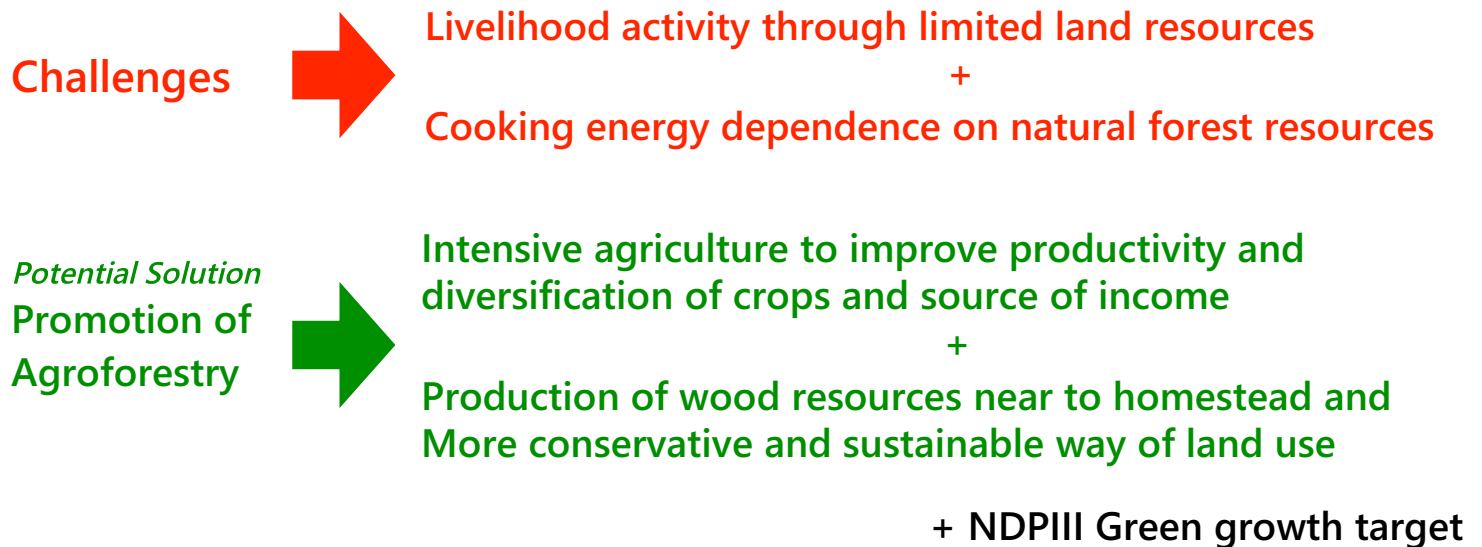 Challenges
Livelihood activity through limited land resources
+
Cooking energy dependence on natural forest resources
Potential Solution
Promotion of
Agroforestry
Intensive agriculture to improve productivity and
diversification of crops and source of income
+
Production of wood resources near to homestead and
More conservative and sustainable way of land use
+ NDPIII Green growth target